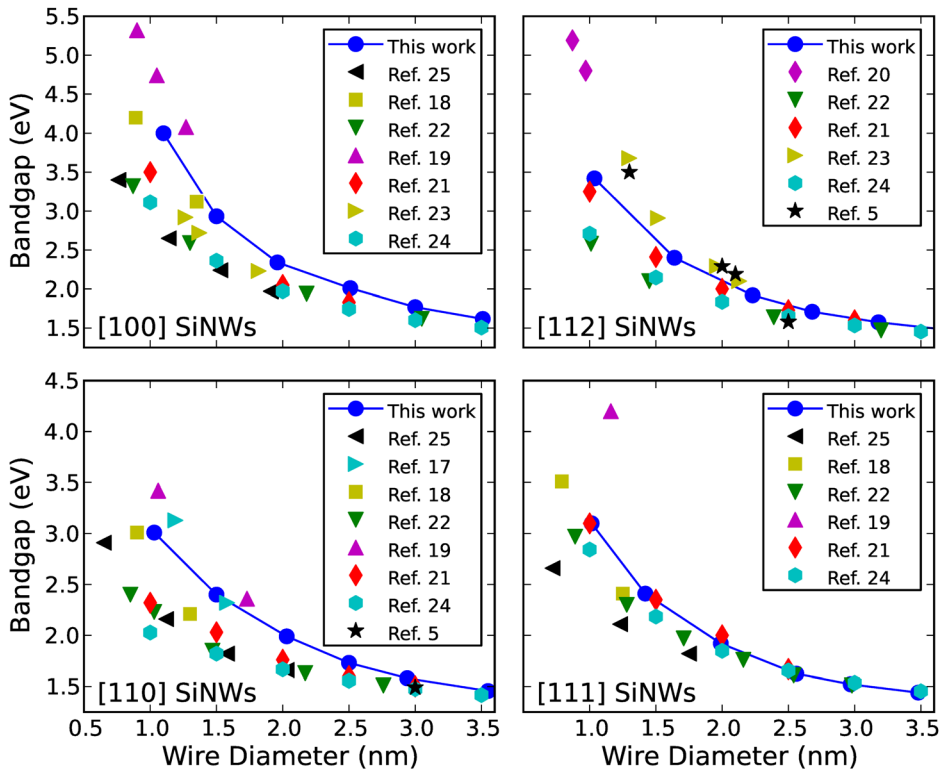 5.5
5.0
4.5
4.0
3.5
3.0
2.5
2.0
1.5
Bandgap (eV)
This work
Ref. 25
Ref. 18
Ref. 22
Ref. 19
Ref. 21
Ref. 23
Ref. 24
[100] SiNWs
This work
Ref. 20
Ref. 22
Ref. 21
Ref. 23
Ref. 24
Ref. 5
[112] SiNWs
4.5
4.0
3.5
3.0
2.5
2.0
1.5
Bandgap (eV)
This work
Ref. 25
Ref. 17
Ref. 18
Ref. 22
Ref. 19
Ref. 21
Ref. 24
Ref. 5
[110] SiNWs
0.5 1.0 1.5 2.0 2.5 3.0 3.5
Wire Diameter (nm)
This work
Ref. 25
Ref. 18
Ref. 22
Ref. 19
Ref. 21
Ref. 24
[111] SiNWs
1.0 1.5 2.0 2.5 3.0 3.5
Wire Diameter (nm)